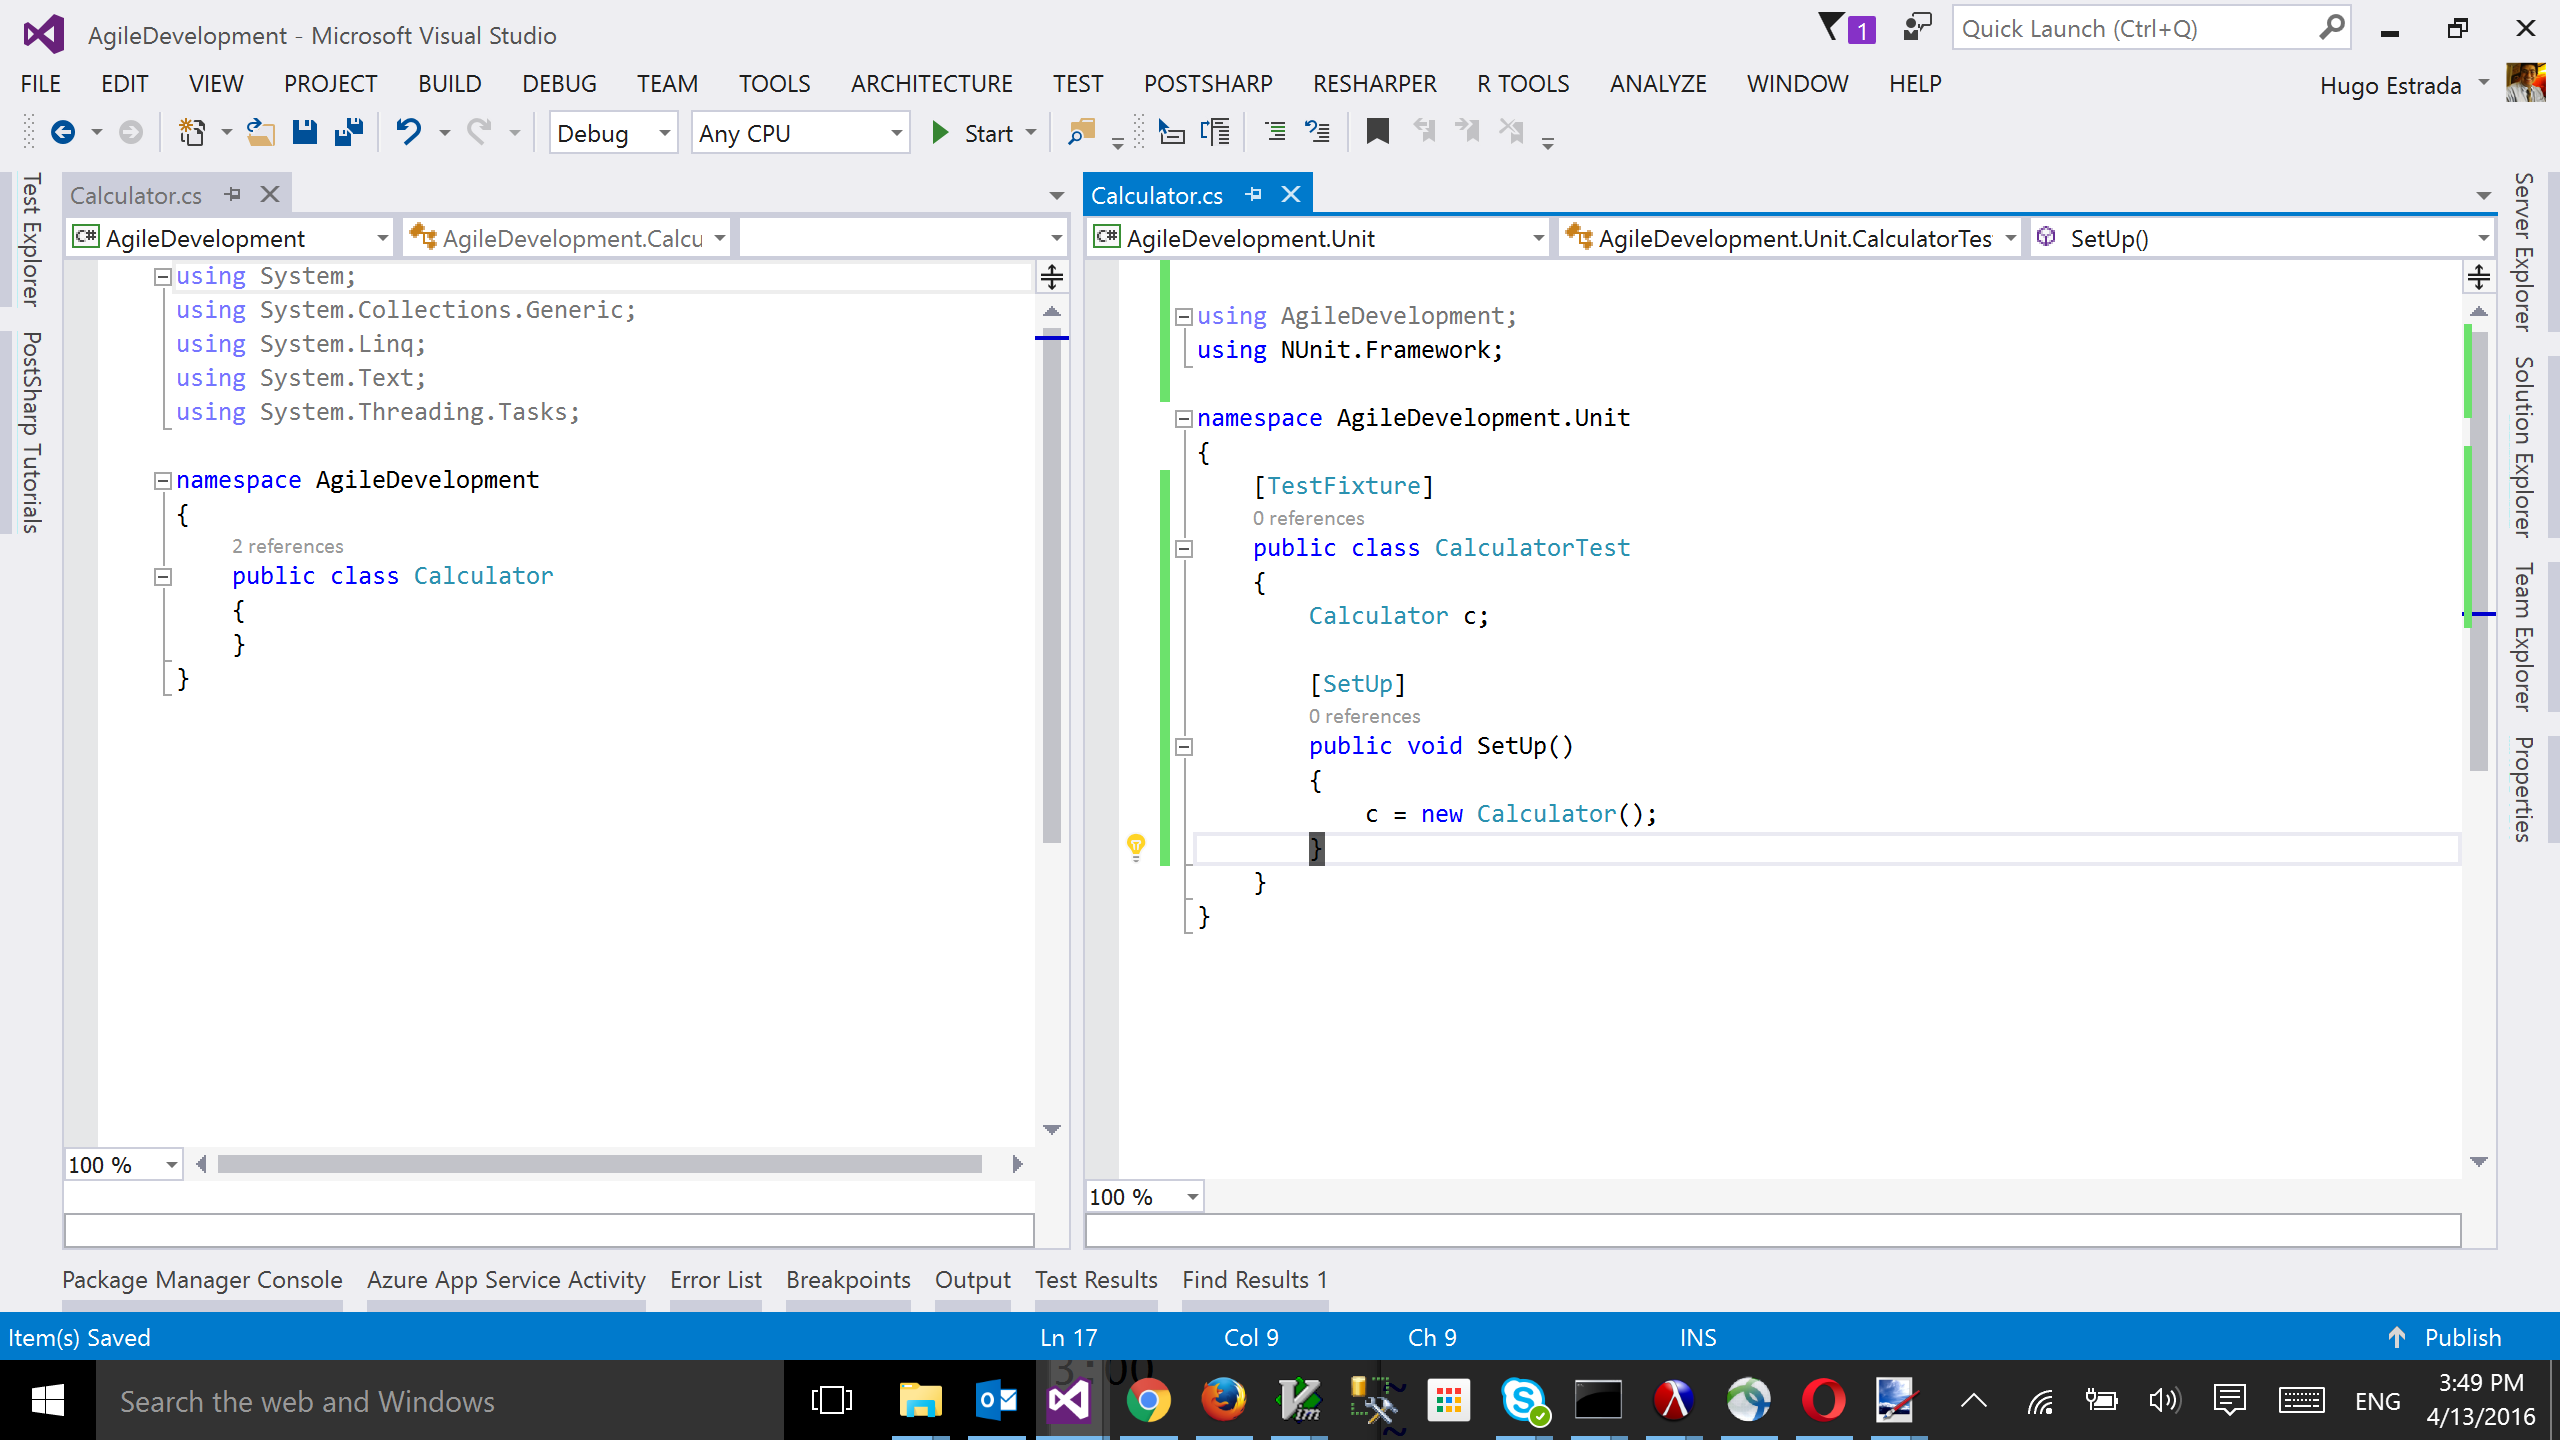 AgileDevelopment - Microsoft Visual Studio
1
Quick Launch (Ctrl+Q)
FILE EDIT VIEW PROJECT BUILD DEBUG TEAM TOOLS ARCHITECTURE TEST POSTSHARP RESHARPER R TOOLS ANALYZE WINDOW HELP
Hugo Estrada
Debug
Any CPU
Start
Test Explorer
PostSharp Tutorials
Calculator.cs
C# AgileDevelopment
AgileDevelopment.Calcu
using System;
using System.Collections.Generic;
using System.Linq;
using System.Text;
using System.Threading.Tasks;
namespace AgileDevelopment
{
2 references
public class Calculator
{
}
}
100 %
Calculator.cs
C# AgileDevelopment.Unit
AgileDevelopment.Unit.CalculatorTes
SetUp()
using AgileDevelopment;
using NUnit.Framework;
namespace AgileDevelopment.Unit
{
[TestFixture]
0 references
public class CalculatorTest
{
Calculator c;
[SetUp]
0 references
public void SetUp()
{
c = new Calculator();
}
}
}
100 %
Server Explorer
Solution Explorer
Team Explorer
Properties
Package Manager Console Azure App Service Activity Error List Breakpoints Output Test Results Find Results 1
Item(s) Saved
Ln 17
Col 9
Ch 9
INS
Publish
Search the web and Windows
3:00
Vim
ENG
3:49 PM
4/13/2016